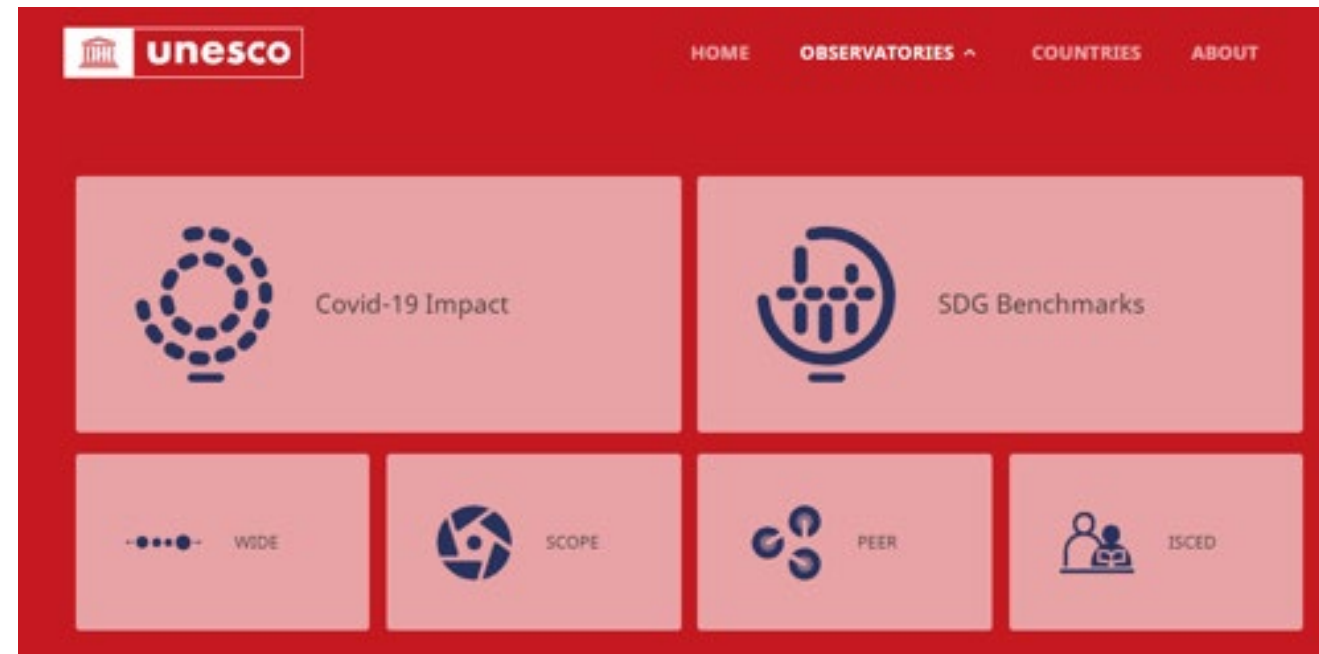 unesco
HOME OBSERVATORIES COUNTRIES ABOUT
Covid-19 Impact
SDG Benchmarks
WIDE
SCOPE
PEER
ISCED